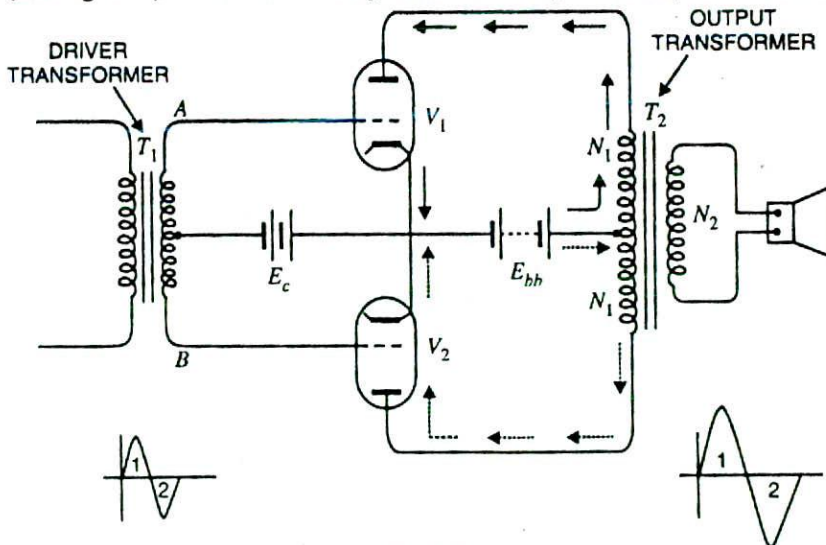 DRIVER
TRANSFORMER
OUTPUT
TRANSFORMER
A
T1
V1
T2
N1
N2
Ec
Ebb
N1
B
V2
1
2
1
2